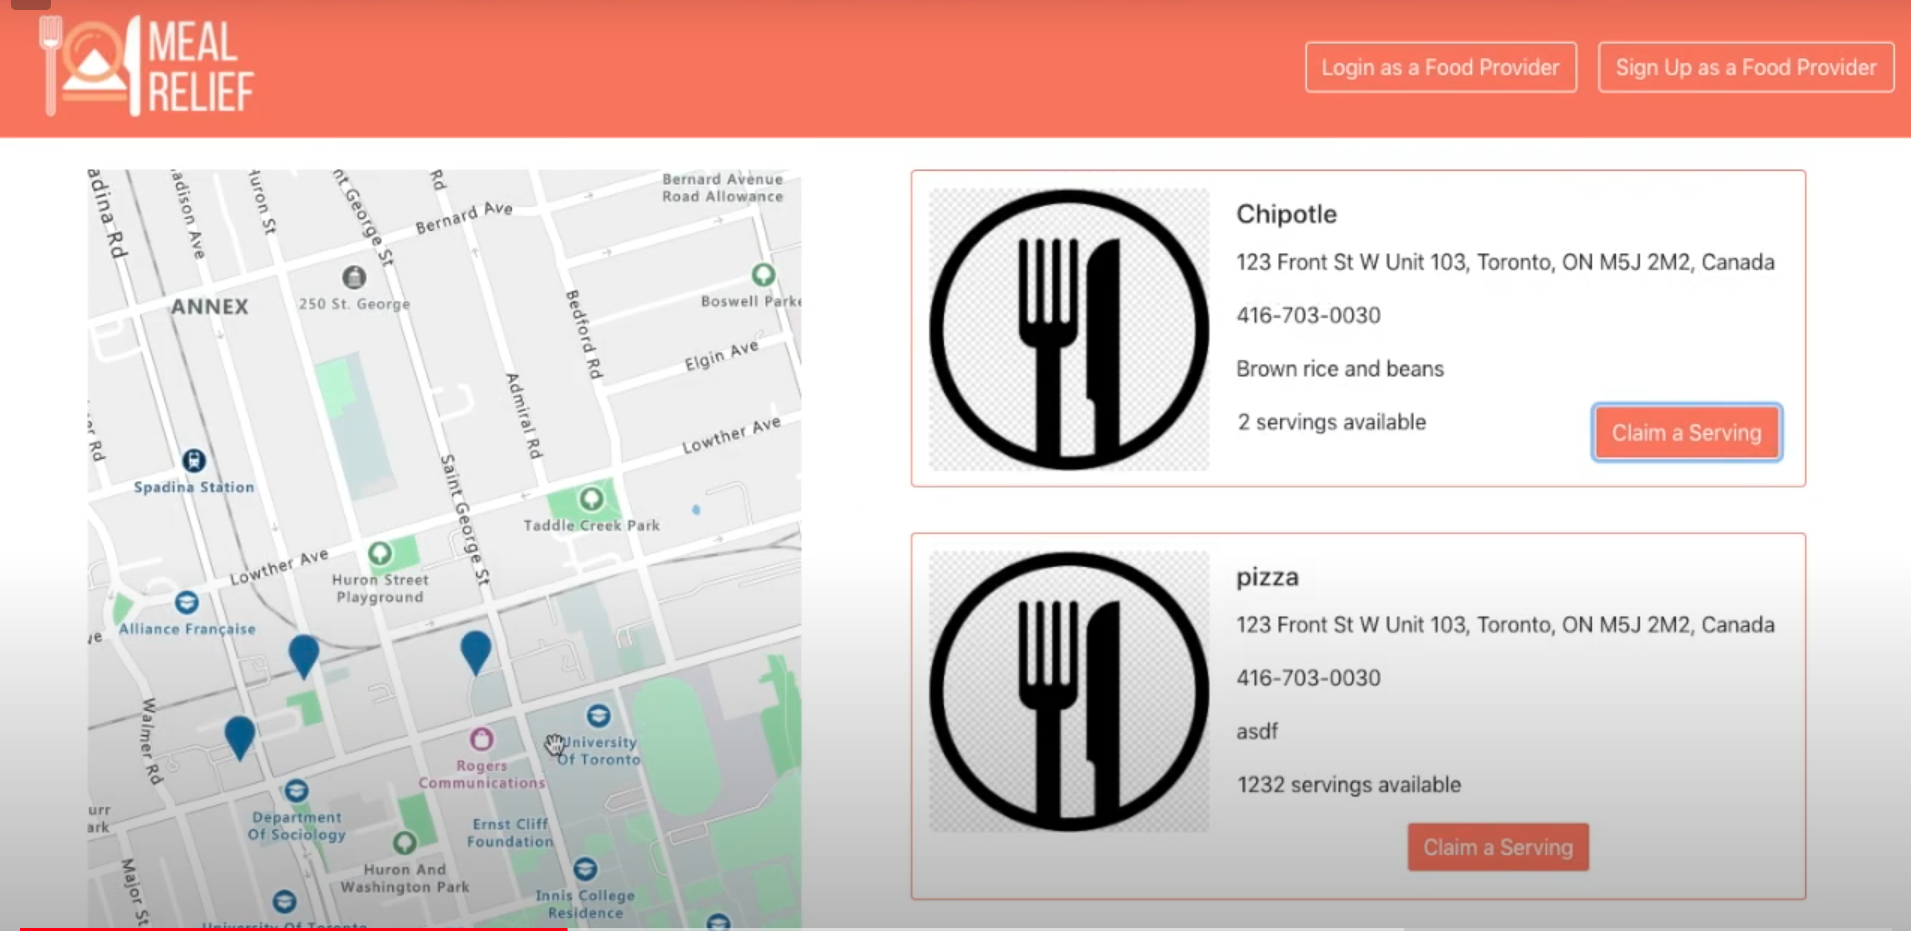 MEAL
RELIEF
Login as a Food Provider
Sign Up as a Food Provider
adina Rd
adison Ave
Huron St
nt George St
Rd
Bernard Ave
Bernard Avenue
Road Allowance
ANNEX
250 St. George
Boswell Parke
Bedford Rd
Elgin Ave
Admiral Rd
Lowther Ave
Spadina Station
Saint George St
Taddle Creek Park
Lowther Ave
Huron Street
Playground
Alliance Française
Walmer Rd
University
Of Toronto
Rogers
Communications
Department
Of Sociology
Ernst Cliff
Foundation
Huron And
Washington Park
Major St
Innis College
Residence
University Of Toronto
Chipotle
123 Front St W Unit 103, Toronto, ON M5J 2M2, Canada
416-703-0030
Brown rice and beans
2 servings available
Claim a Serving
pizza
123 Front St W Unit 103, Toronto, ON M5J 2M2, Canada
416-703-0030
asdf
1232 servings available
Claim a Serving